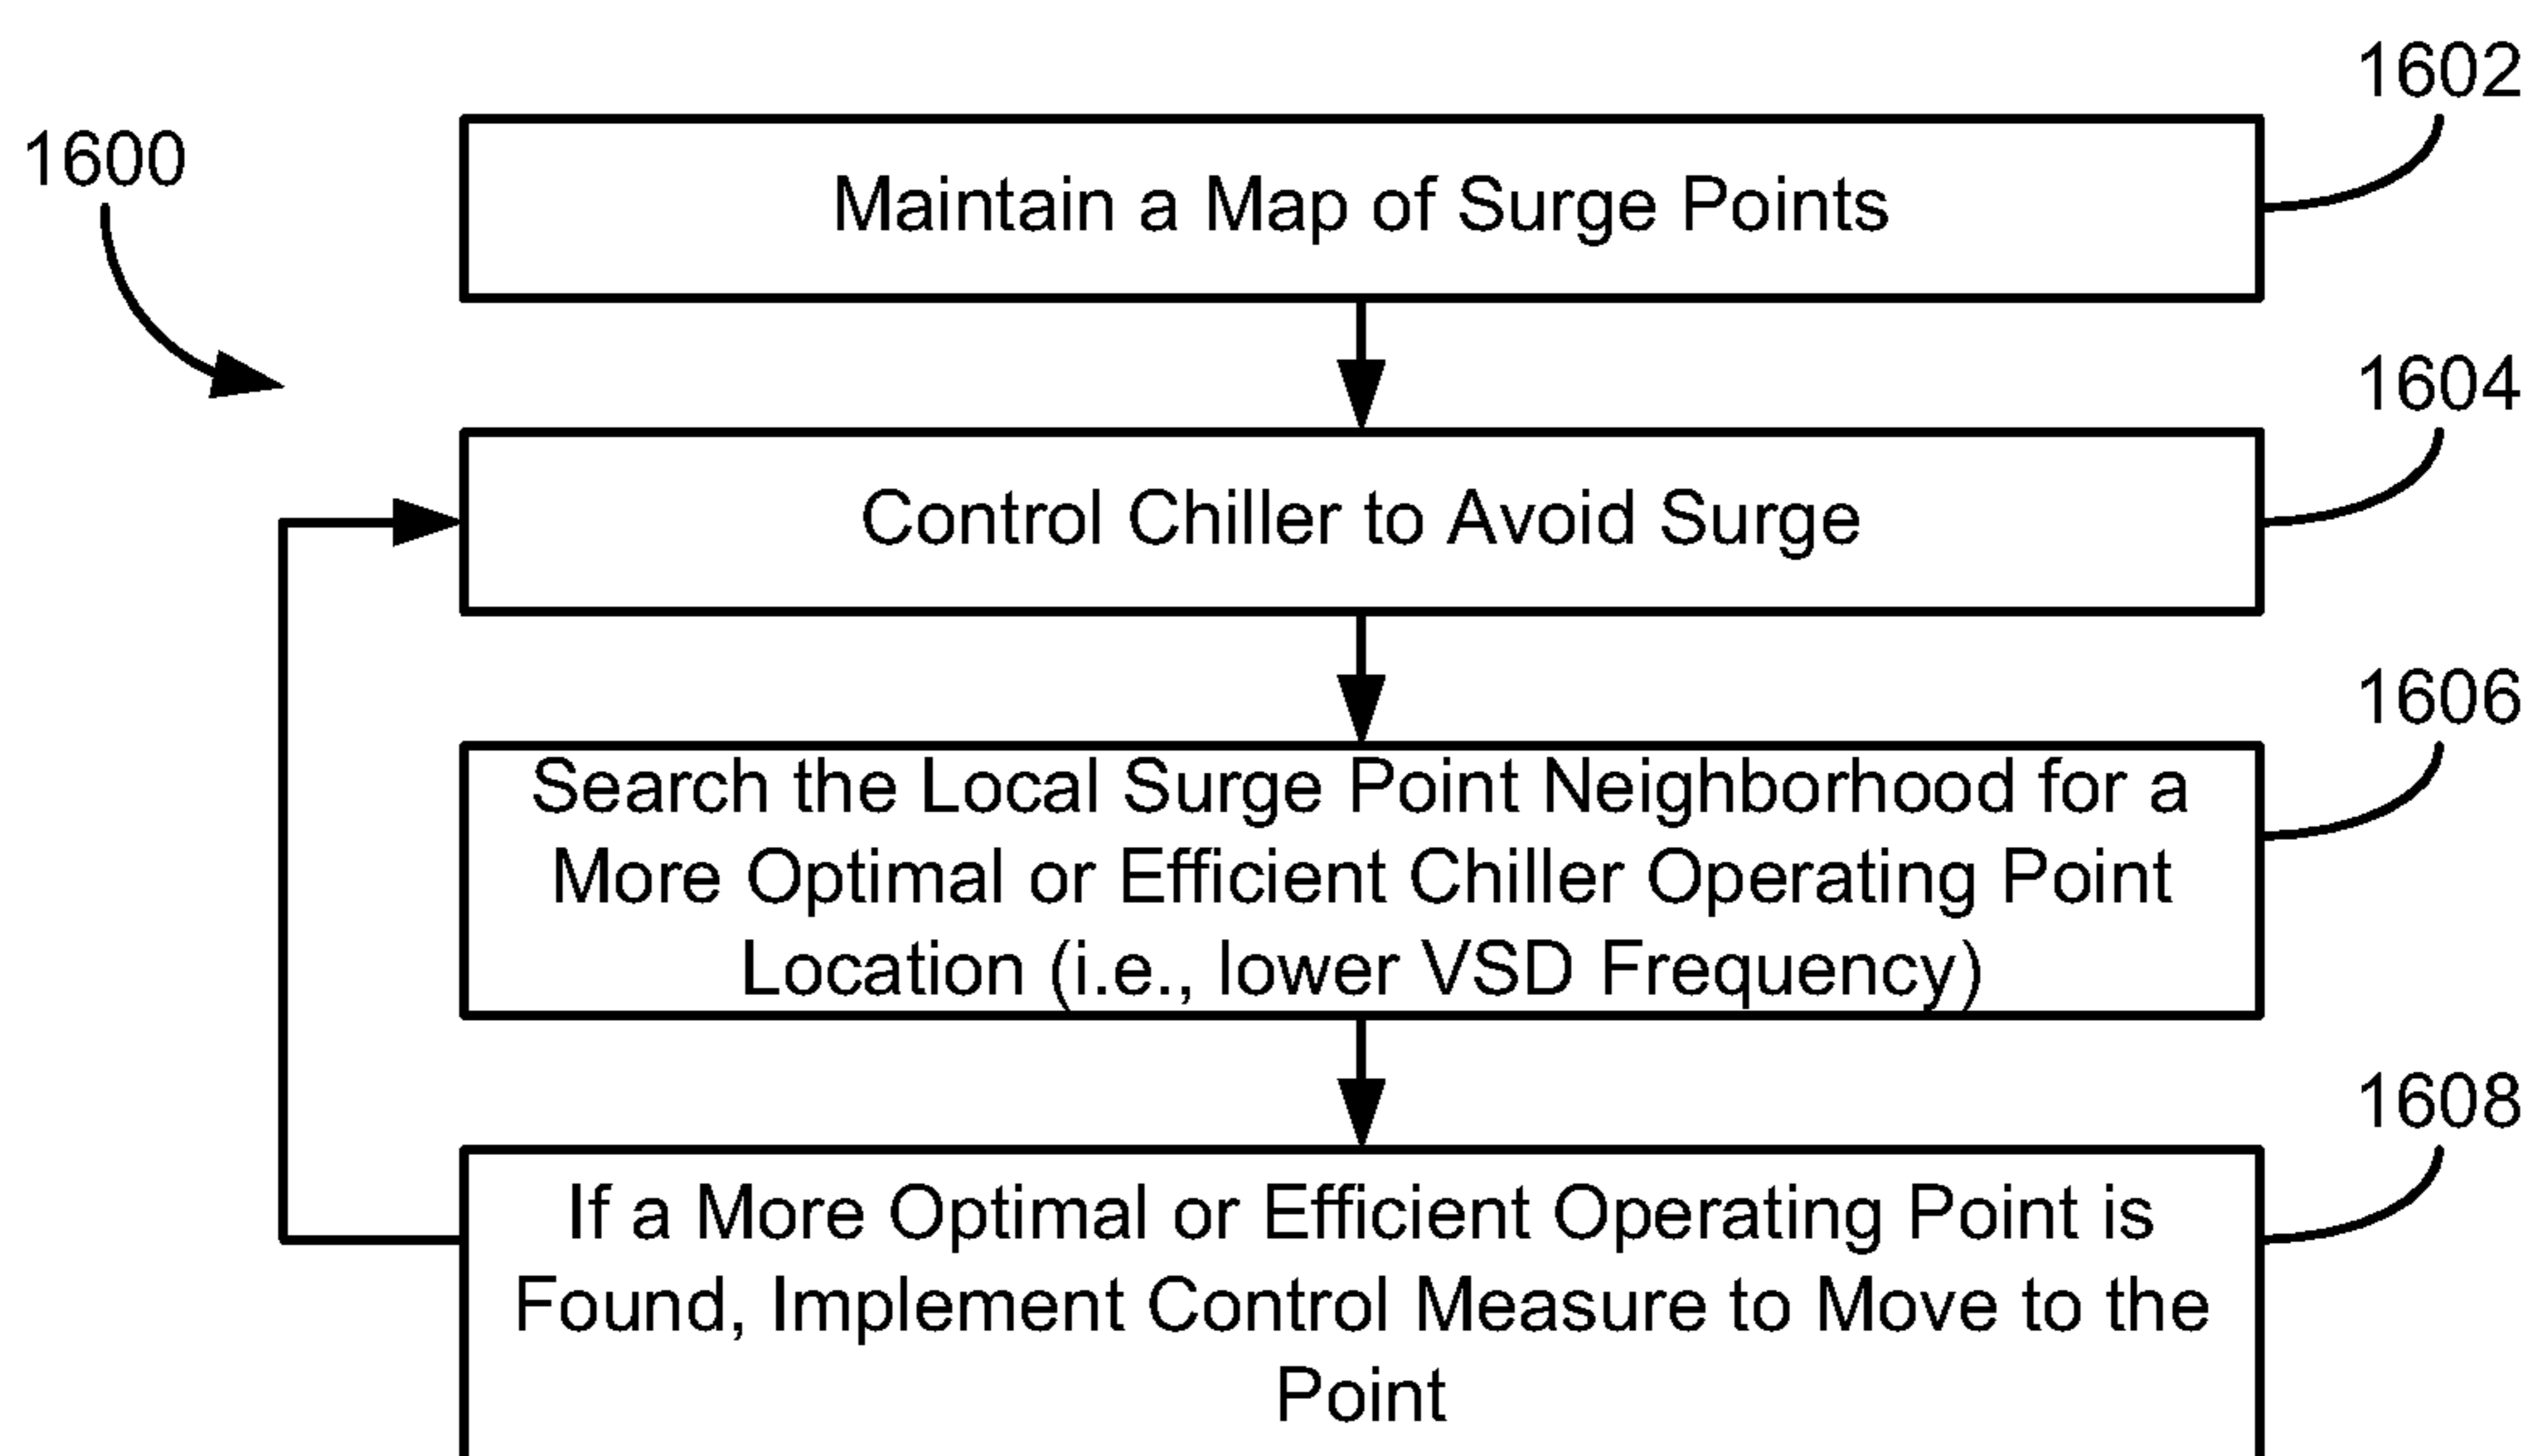 1600
1602
Maintain a Map of Surge Points
1604
Control Chiller to Avoid Surge
1606
Search the Local Surge Point Neighborhood for a
More Optimal or Efficient Chiller Operating Point
Location (i.e., lower VSD Frequency)
1608
If a More Optimal or Efficient Operating Point is
Found, Implement Control Measure to Move to the
Point